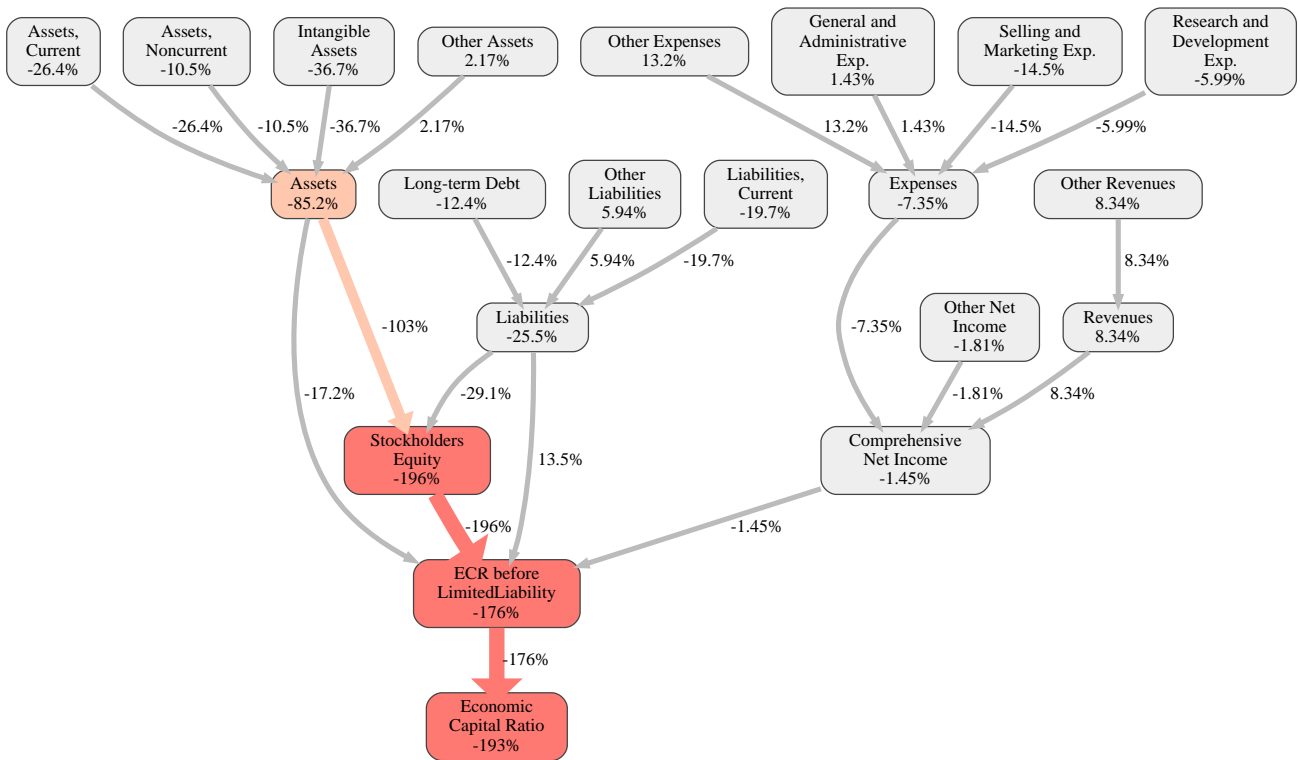 Assets,
Current
-26.4%
Assets,
Noncurrent
-10.5%
Intangible
Assets
-36.7%
Other Assets
2.17%
Other Expenses
13.2%
General and
Administrative
Exp.
1.43%
Selling and
Marketing Exp.
-14.5%
Research and
Development
Exp.
-5.99%
-26.4%
-10.5%
-36.7%
2.17%
13.2%
1.43%
-14.5%
-5.99%
Assets
-85.2%
Long-term Debt
-12.4%
Other
Liabilities
5.94%
Liabilities,
Current
-19.7%
Expenses
-7.35%
Other Revenues
8.34%
-12.4%
5.94%
-19.7%
8.34%
-103%
Liabilities
-25.5%
-7.35%
Other Net
Income
-1.81%
Revenues
8.34%
-17.2%
-29.1%
-1.81%
8.34%
Stockholders
Equity
-196%
13.5%
Comprehensive
Net Income
-1.45%
-196%
-1.45%
ECR before
LimitedLiability
-176%
-176%
Economic
Capital Ratio
-193%